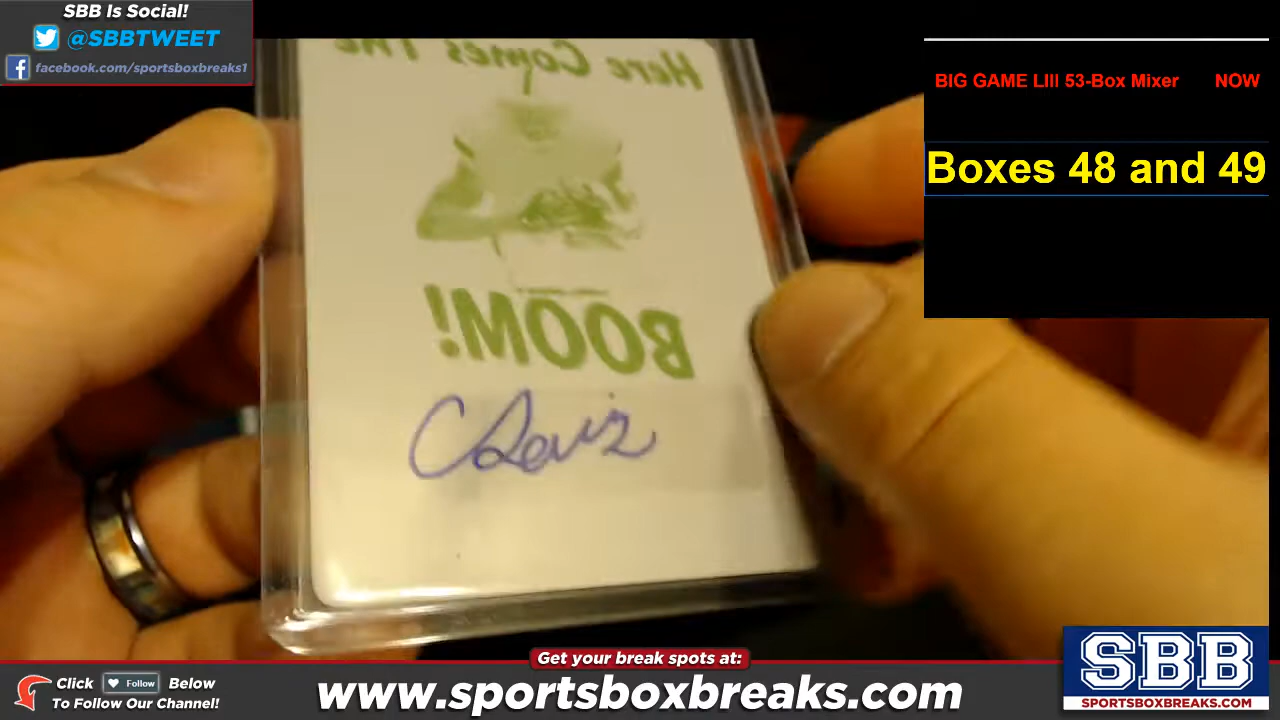 SBB Is Social!
@SBBTWEET
facebook.com/sportsboxbreaks1
BIG GAME LIII 53-Box Mixer NOW
Boxes 48 and 49
Here Comes The
BOOM!
Get your break spots at:
Click Follow Below
To Follow Our Channel!
www.sportsboxbreaks.com
SBB
SPORTSBOXBREAKS.COM